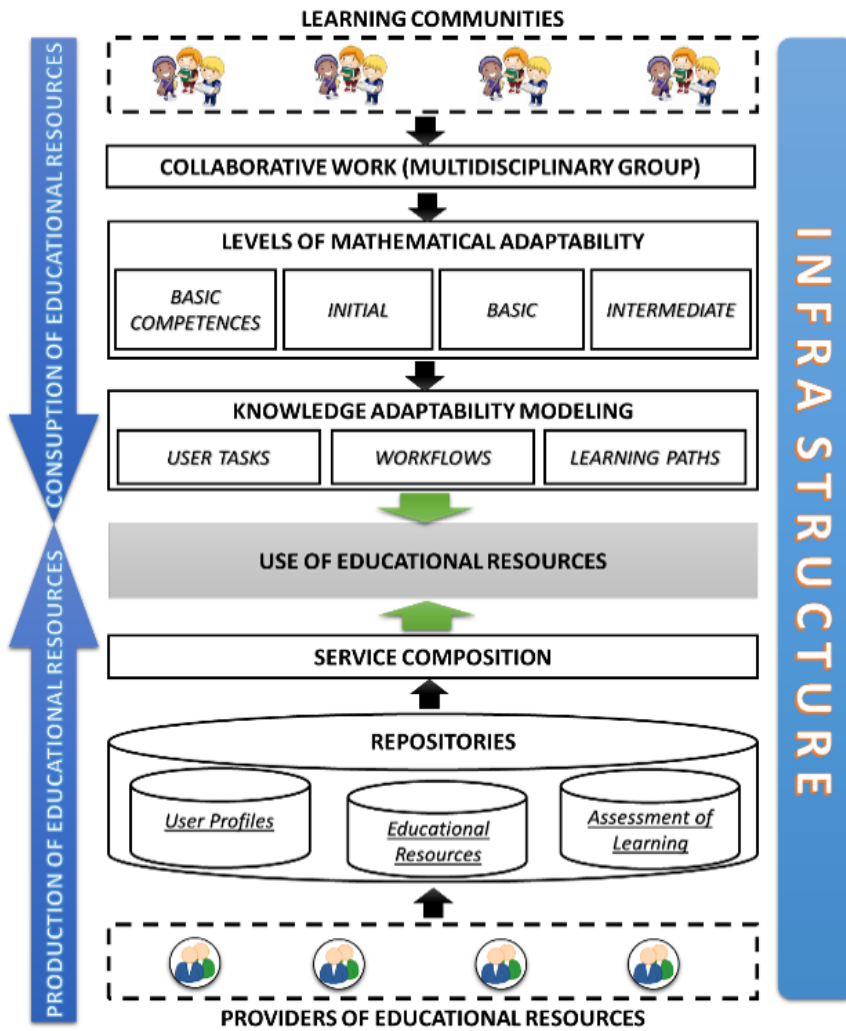 LEARNING COMMUNITIES
CONSUPTION OF EDUCATIONAL RESOURCES
COLLABORATIVE WORK (MULTIDISCIPLINARY GROUP)
LEVELS OF MATHEMATICAL ADAPTABILITY
BASIC
COMPETENCES
INITIAL
BASIC
INTERMEDIATE
KNOWLEDGE ADAPTABILITY MODELING
USER TASKS
WORKFLOWS
LEARNING PATHS
USE OF EDUCATIONAL RESOURCES
PRODUCTION OF EDUCATIONAL RESOURCES
SERVICE COMPOSITION
REPOSITORIES
User Profiles
Educational
Resources
Assessment of
Learning
PROVIDERS OF EDUCATIONAL RESOURCES
INFRA STRUCTURE